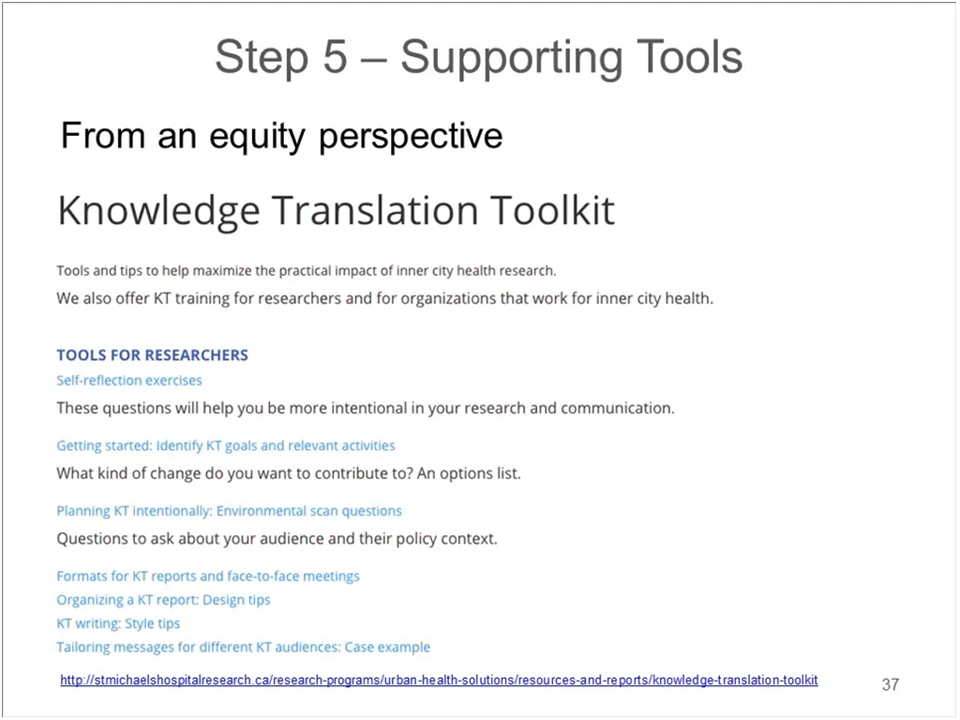 Step 5 – Supporting Tools
From an equity perspective
Knowledge Translation Toolkit
Tools and tips to help maximize the practical impact of inner city health research.
We also offer KT training for researchers and for organizations that work for inner city health.
TOOLS FOR RESEARCHERS
Self-reflection exercises
These questions will help you be more intentional in your research and communication.
Getting started: Identify KT goals and relevant activities
What kind of change do you want to contribute to? An options list.
Planning KT intentionally: Environmental scan questions
Questions to ask about your audience and their policy context.
Formats for KT reports and face-to-face meetings
Organizing a KT report: Design tips
KT writing: Style tips
Tailoring messages for different KT audiences: Case example
http://stmichaelshospitalresearch.ca/research-programs/urban-health-solutions/resources-and-reports/knowledge-translation-toolkit
37